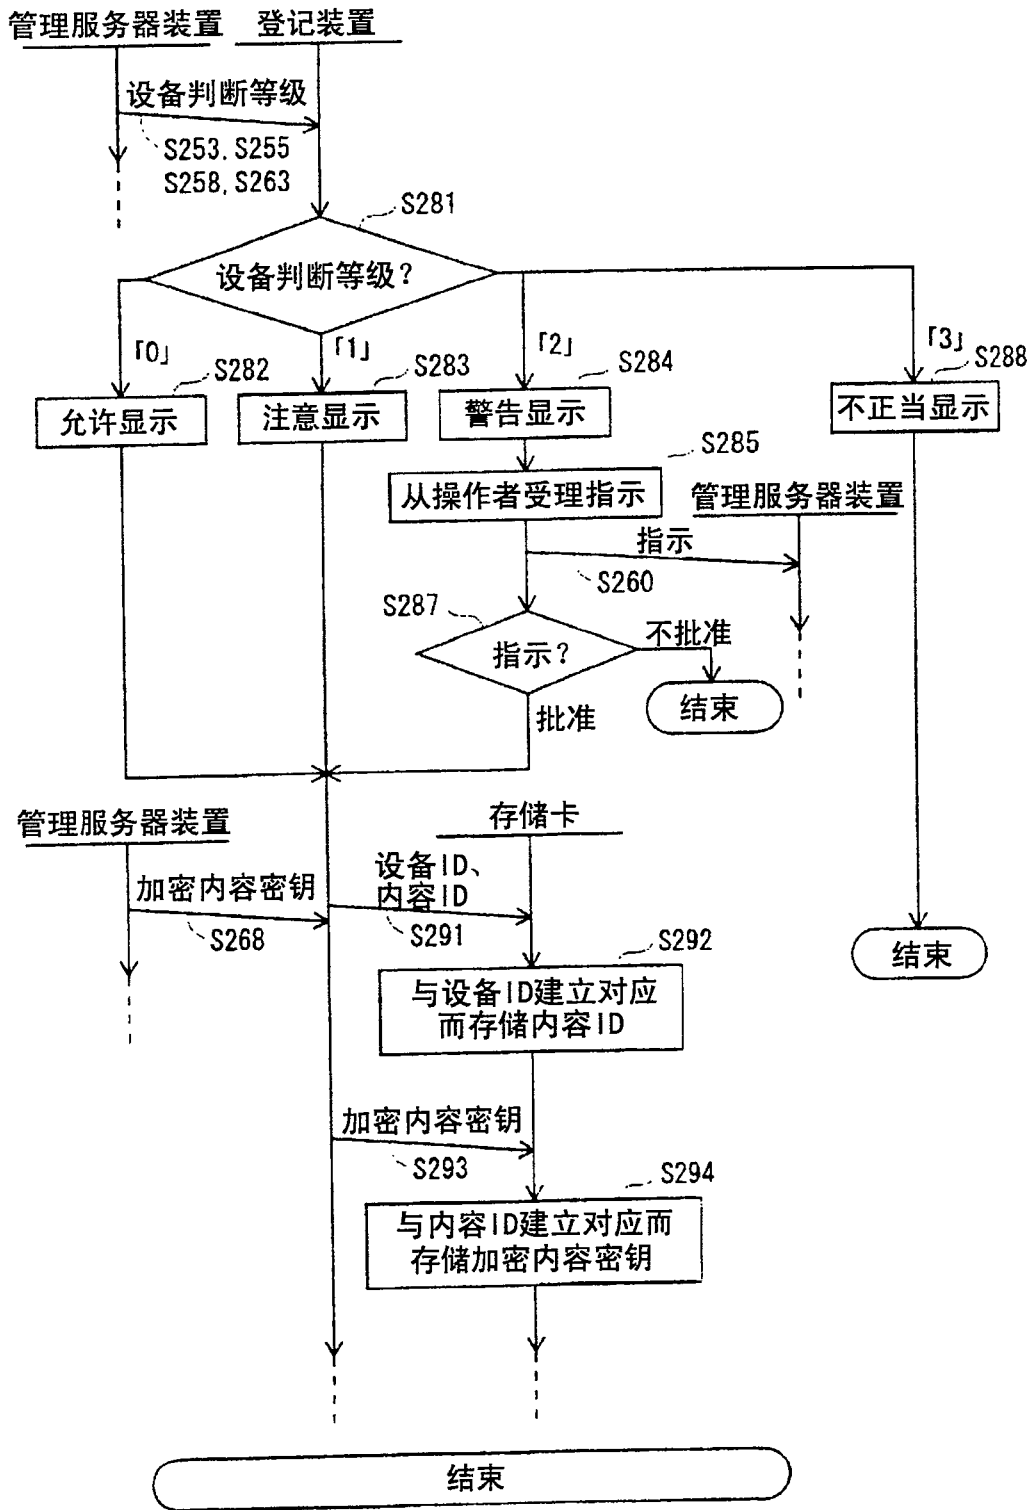 管理服务器装置
登记装置
设备判断等级
S253, S255
S258, S263
S281
设备判断等级?
「0」
「1」
「2」
「3」
S282
S283
S284
S288
允许显示
注意显示
警告显示
不正当显示
S285
从操作者受理指示
管理服务器装置
指示
S260
S287
指示?
不批准
结束
批准
管理服务器装置
存储卡
加密内容密钥
S268
设备ID、
内容ID
S291
S292
结束
与设备ID建立对应
而存储内容ID
加密内容密钥
S293
S294
与内容ID建立对应而
存储加密内容密钥
结束